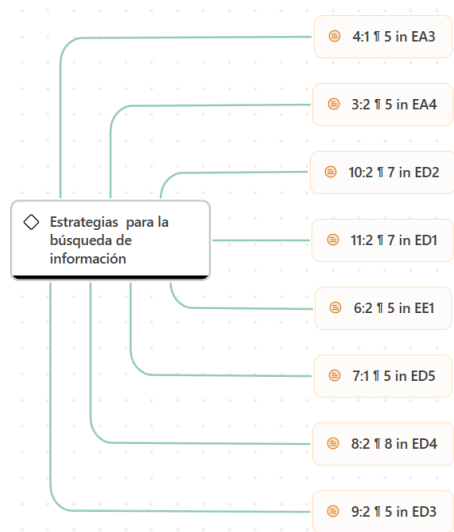 4:1 ¶ 5 in EA3
3:2 ¶ 5 in EA4
10:2 ¶ 7 in ED2
Estrategias para la
búsqueda de
información
11:2 ¶ 7 in ED1
6:2 ¶ 5 in EE1
7:1 ¶ 5 in ED5
8:2 ¶ 8 in ED4
9:2 ¶ 5 in ED3